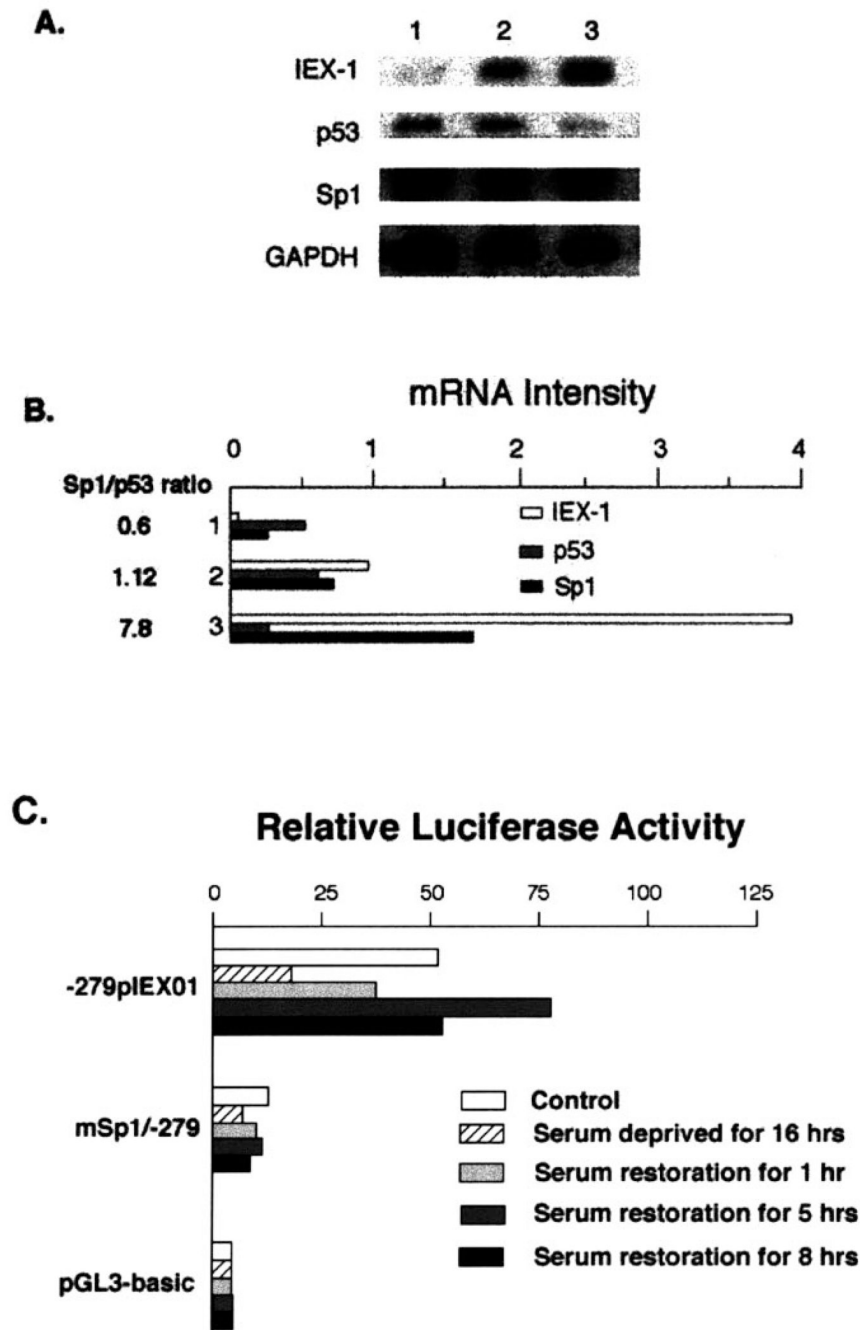 A.
1 2 3
IEX-1
p53
Sp1
GAPDH
B.
mRNA Intensity
0 1 2 3 4
Sp1/p53 ratio
0.6 1
1.12 2
7.8 3
IEX-1
p53
Sp1
C.
Relative Luciferase Activity
0 25 50 75 100 125
-279pIEX01
mSp1/-279
pGL3-basic
Control
Serum deprived for 16 hrs
Serum restoration for 1 hr
Serum restoration for 5 hrs
Serum restoration for 8 hrs